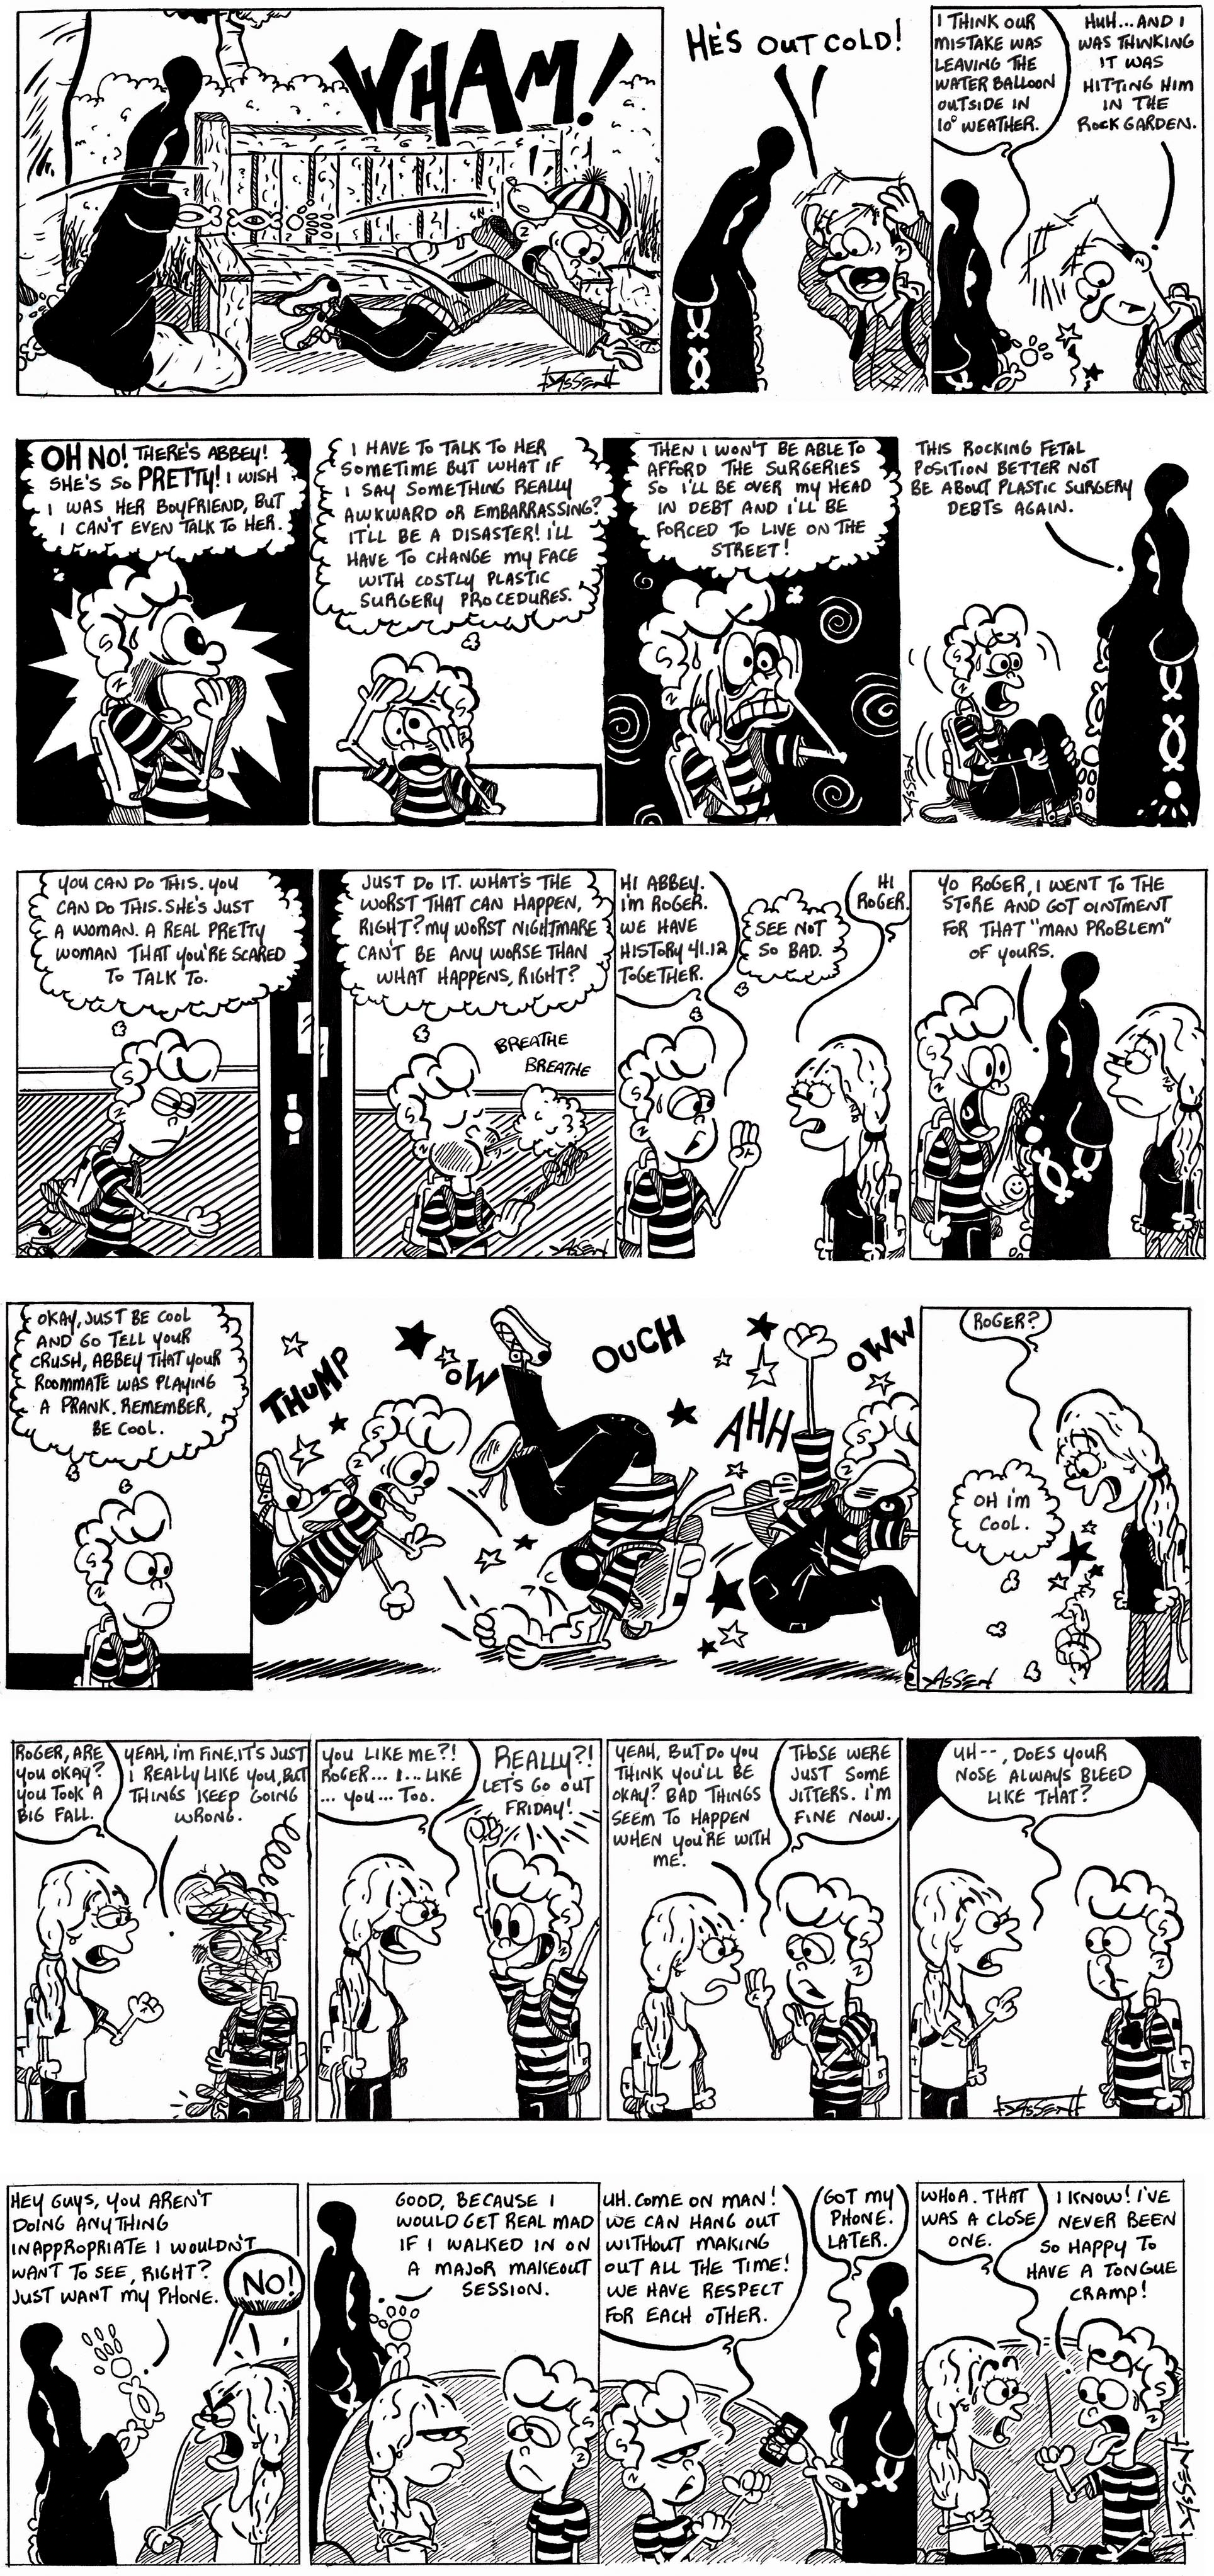 WHAM!
HASSEN
HE'S OUT COLD!
I THINK OUR
MISTAKE WAS
LEAVING THE
WATER BALLOON
OUTSIDE IN
10° WEATHER.
HUH...AND I
WAS THINKING
IT WAS
HITTING HIM
IN THE
ROCK GARDEN.
OH NO! THERE'S ABBEY!
SHE'S SO PRETTY! I WISH
I WAS HER BOYFRIEND, BUT
I CAN'T EVEN TALK TO HER.
I HAVE TO TALK TO HER
SOMETIME BUT WHAT IF
I SAY SOMETHING REALLY
AWKWARD OR EMBARRASSING?
IT'LL BE A DISASTER! I'LL
HAVE TO CHANGE MY FACE
WITH COSTLY PLASTIC
SURGERY PROCEDURES.
THEN I WON'T BE ABLE TO
AFFORD THE SURGERIES
SO I'LL BE OVER MY HEAD
IN DEBT AND I'LL BE
FORCED TO LIVE ON THE
STREET!
THIS ROCKING FETAL
POSITION BETTER NOT
BE ABOUT PLASTIC SURGERY
DEBTS AGAIN.
HASSEN
YOU CAN DO THIS. YOU
CAN DO THIS. SHE'S JUST
A WOMAN. A REAL PRETTY
WOMAN THAT YOU'RE SCARED
TO TALK TO.
JUST DO IT. WHAT'S THE
WORST THAT CAN HAPPEN,
RIGHT? MY WORST NIGHTMARE
CAN'T BE ANY WORSE THAN
WHAT HAPPENS, RIGHT?
BREATHE
BREATHE
HASSEN
HI ABBEY.
I'M ROGER.
WE HAVE
HISTORY 41.12
TOGETHER.
SEE NOT
SO BAD.
HI
ROGER.
YO ROGER, I WENT TO THE
STORE AND GOT OINTMENT
FOR THAT "MAN PROBLEM"
OF YOURS.
OKAY, JUST BE COOL
AND GO TELL YOUR
CRUSH, ABBEY THAT YOUR
ROOMMATE WAS PLAYING
A PRANK. REMEMBER,
BE COOL.
THUMP
OW
OUCH
AHH
OWW
ROGER?
OH I'M
COOL.
HASSEN
ROGER, ARE
YOU OKAY?
YOU TOOK A
BIG FALL.
YEAH, I'M FINE. IT'S JUST
I REALLY LIKE YOU, BUT
THINGS KEEP GOING
WRONG.
YOU LIKE ME?!
ROGER... I... LIKE
... YOU... TOO.
REALLY?!
LET'S GO OUT
FRIDAY!
YEAH, BUT DO YOU
THINK YOU'LL BE
OKAY? BAD THINGS
SEEM TO HAPPEN
WHEN YOU'RE WITH
ME.
THOSE WERE
JUST SOME
JITTERS. I'M
FINE NOW.
UH--, DOES YOUR
NOSE ALWAYS BLEED
LIKE THAT?
HASSEN
HEY GUYS, YOU AREN'T
DOING ANYTHING
INAPPROPRIATE I WOULDN'T
WANT TO SEE, RIGHT?
JUST WANT MY PHONE.
NO!
GOOD, BECAUSE I
WOULD GET REAL MAD
IF I WALKED IN ON
A MAJOR MAKEOUT
SESSION.
UH. COME ON MAN!
WE CAN HANG OUT
WITHOUT MAKING
OUT ALL THE TIME!
WE HAVE RESPECT
FOR EACH OTHER.
GOT MY
PHONE.
LATER.
WHOA. THAT
WAS A CLOSE
ONE.
I KNOW! I'VE
NEVER BEEN
SO HAPPY TO
HAVE A TONGUE
CRAMP!
HASSEN